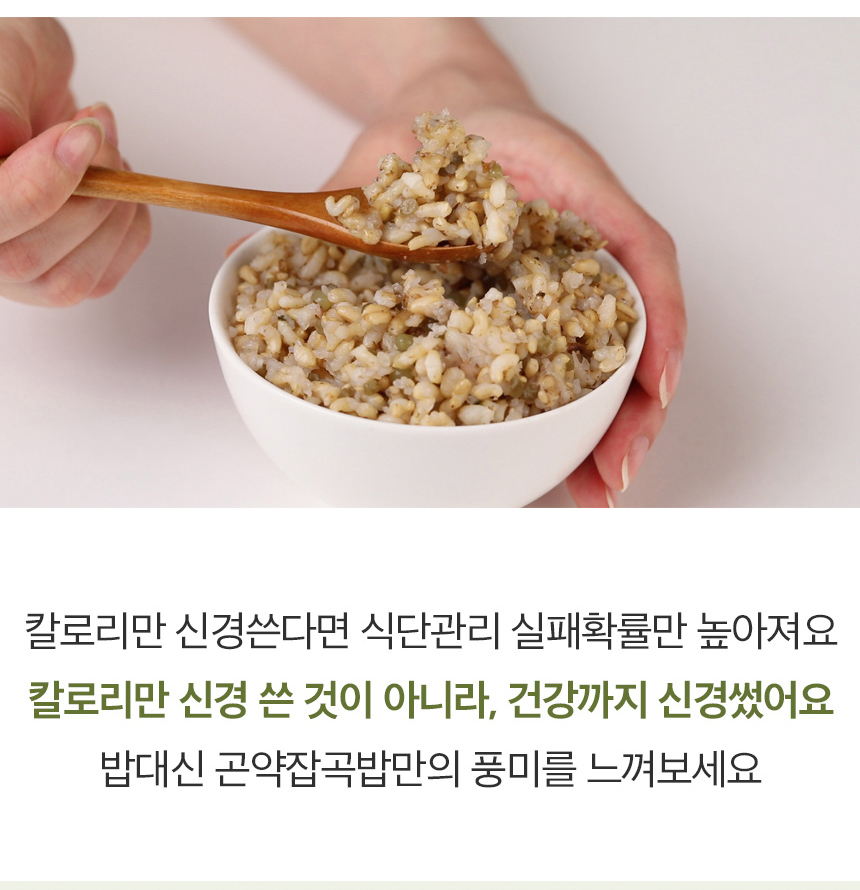 칼로리만 신경쓴다면 식단관리 실패확률만 높아져요
칼로리만 신경 쓴 것이 아니라, 건강까지 신경썼어요
밥대신 곤약잡곡밥만의 풍미를 느껴보세요